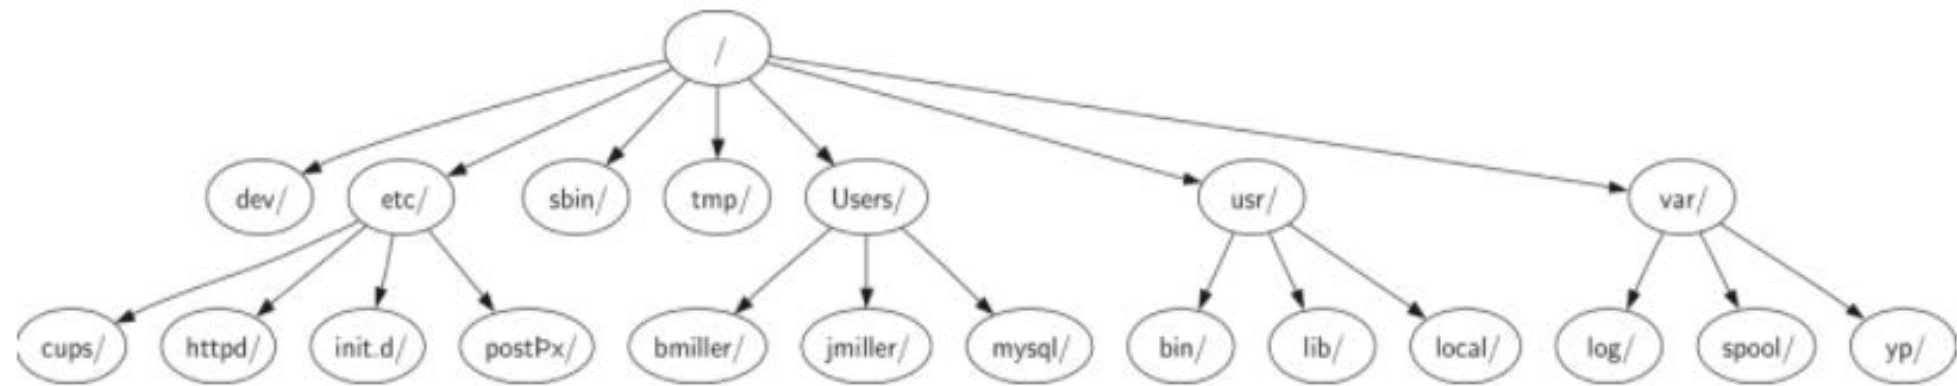 /
dev/ etc/ sbin/ tmp/ Users/ usr/ var/
cups/ httpd/ init.d/ postÞx/ bmiller/ jmiller/ mysql/ bin/ lib/ local/ log/ spool/ yp/